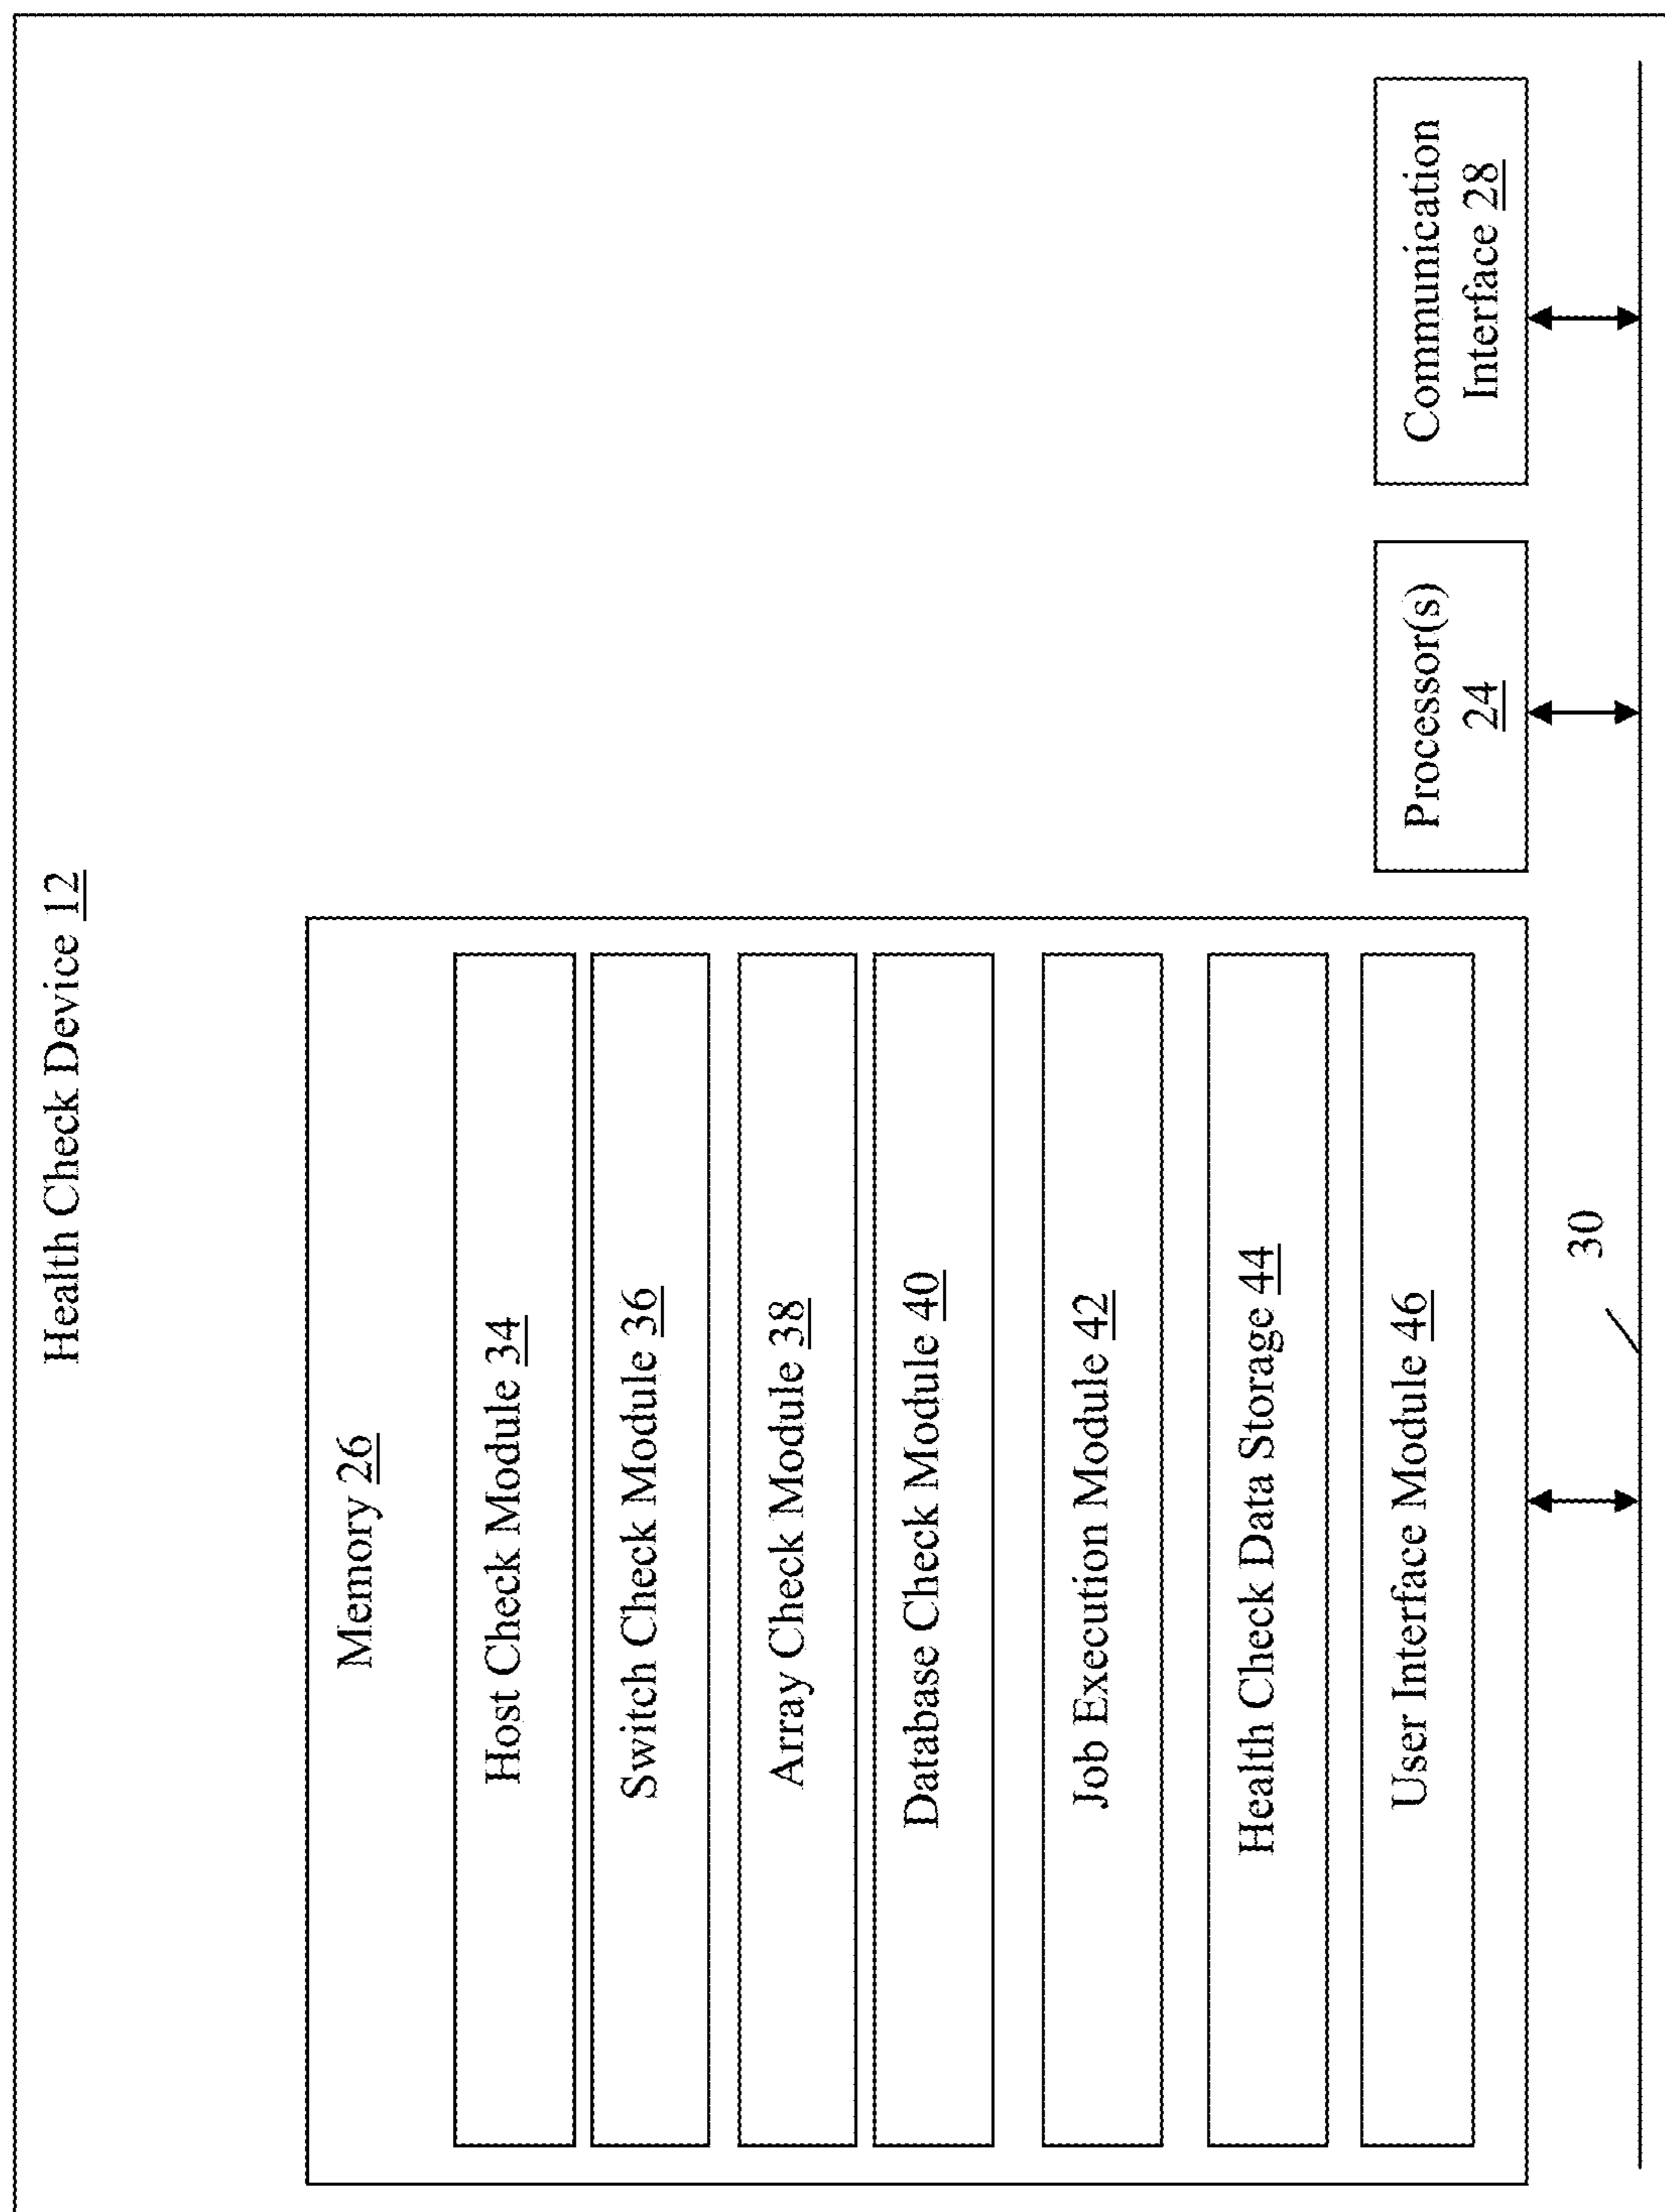 Health Check Device 12
Memory 26
Host Check Module 34
Switch Check Module 36
Array Check Module 38
Database Check Module 40
Job Execution Module 42
Health Check Data Storage 44
User Interface Module 46
Processor(s)
24
Communication
Interface 28
30